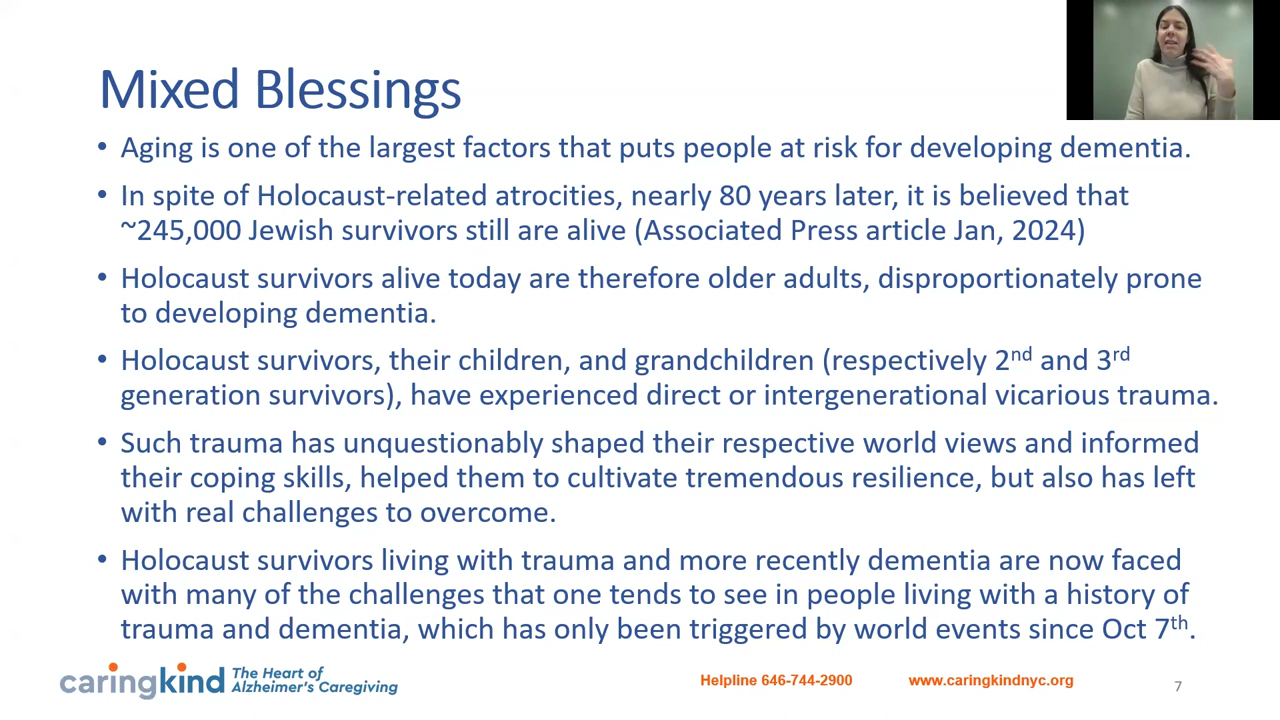 Mixed Blessings
• Aging is one of the largest factors that puts people at risk for developing dementia.
• In spite of Holocaust-related atrocities, nearly 80 years later, it is believed that
~245,000 Jewish survivors still are alive (Associated Press article Jan, 2024)
• Holocaust survivors alive today are therefore older adults, disproportionately prone
to developing dementia.
• Holocaust survivors, their children, and grandchildren (respectively 2nd and 3rd
generation survivors), have experienced direct or intergenerational vicarious trauma.
• Such trauma has unquestionably shaped their respective world views and informed
their coping skills, helped them to cultivate tremendous resilience, but also has left
with real challenges to overcome.
• Holocaust survivors living with trauma and more recently dementia are now faced
with many of the challenges that one tends to see in people living with a history of
trauma and dementia, which has only been triggered by world events since Oct 7th.
caringkind
The Heart of
Alzheimer's Caregiving
Helpline 646-744-2900
www.caringkindnyc.org
7